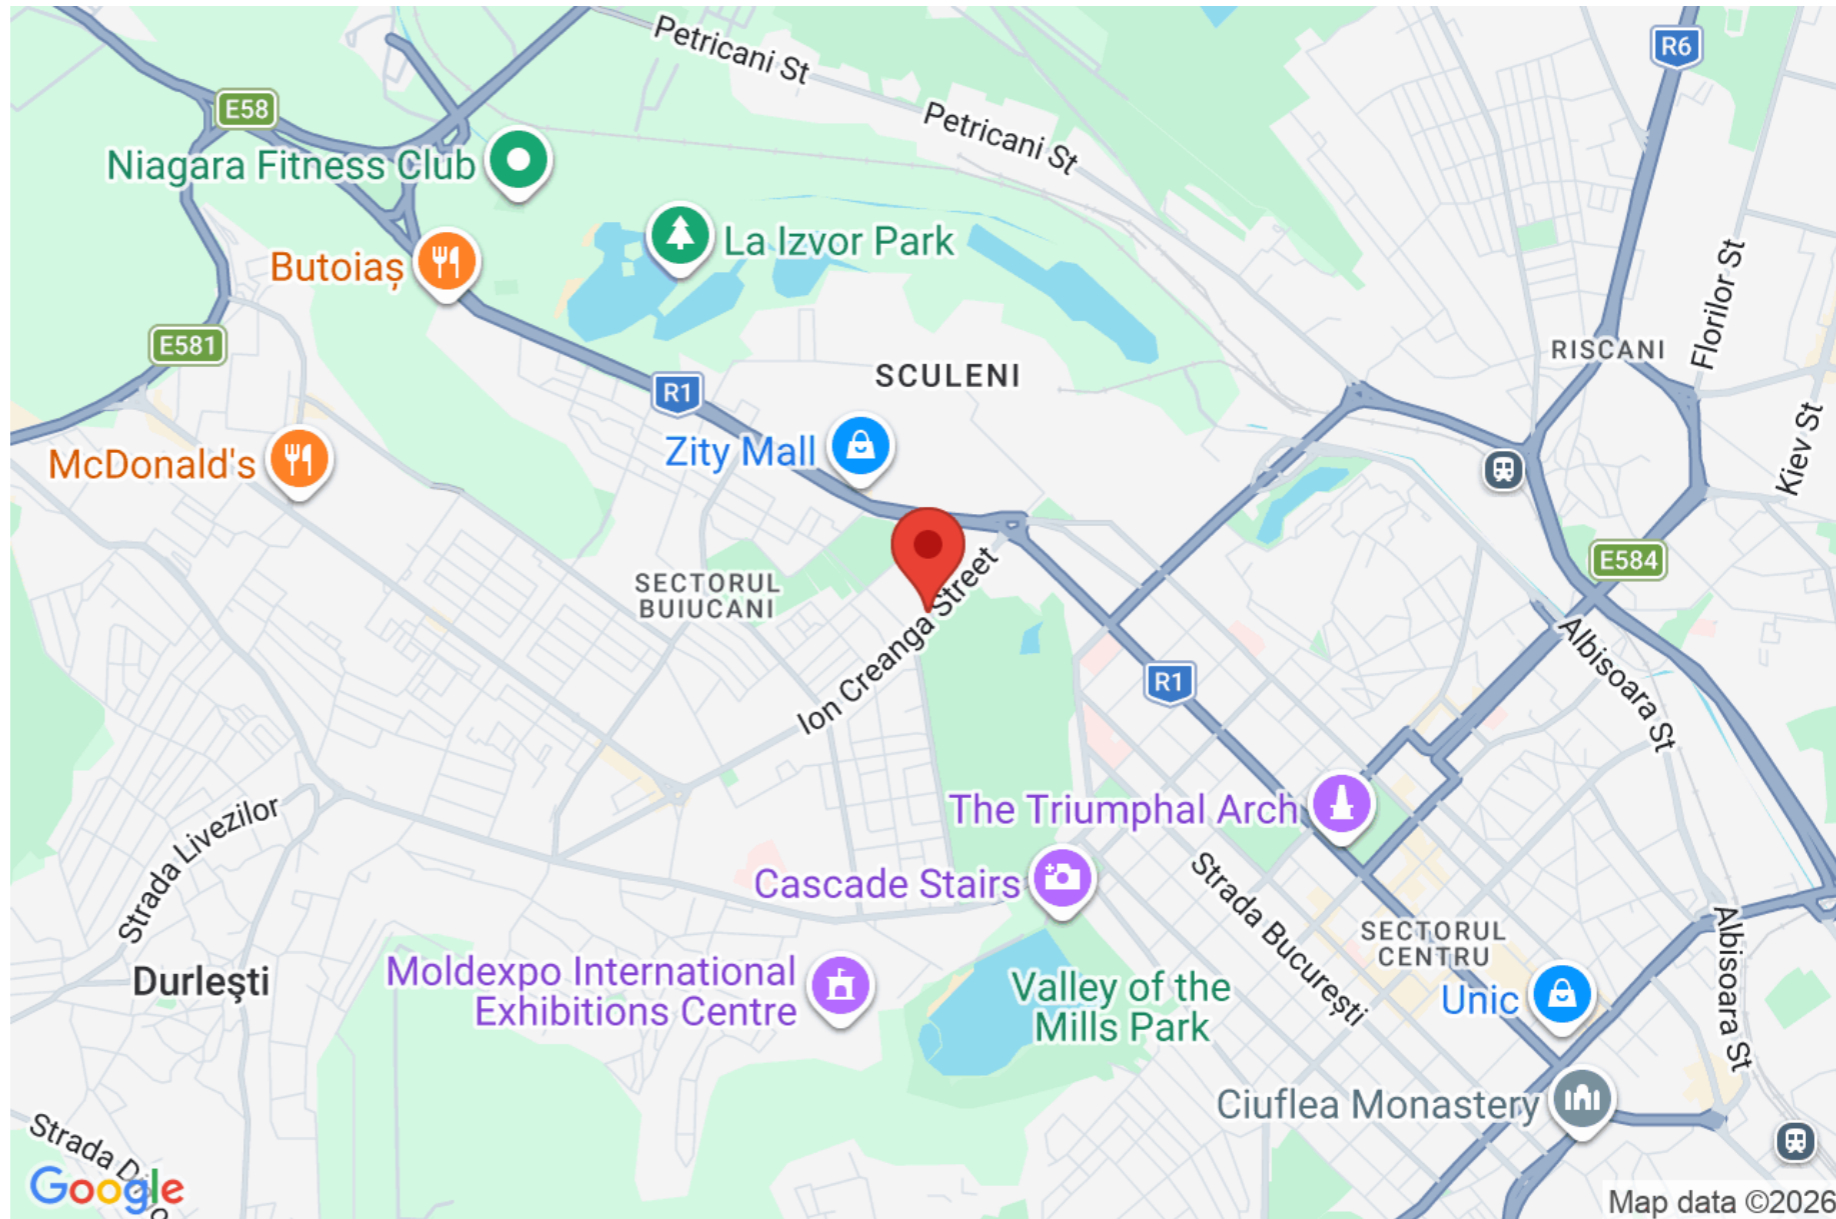 Petricani St
R6
E58
Petricani St
Niagara Fitness Club
La Izvor Park
Butoiaș
Florilor St
E581
RISCANI
SCULENI
R1
Zity Mall
McDonald's
Kiev St
E584
SECTORUL
BUIUCANI
Ion Creanga Street
Albisoara St
R1
The Triumphal Arch
Strada Livezilor
Cascade Stairs
Strada București
SECTORUL
CENTRU
Albisoara St
Durleşti
Moldexpo International
Exhibitions Centre
Valley of the
Mills Park
Unic
Ciuflea Monastery
Strada
Google
Map data ©2026